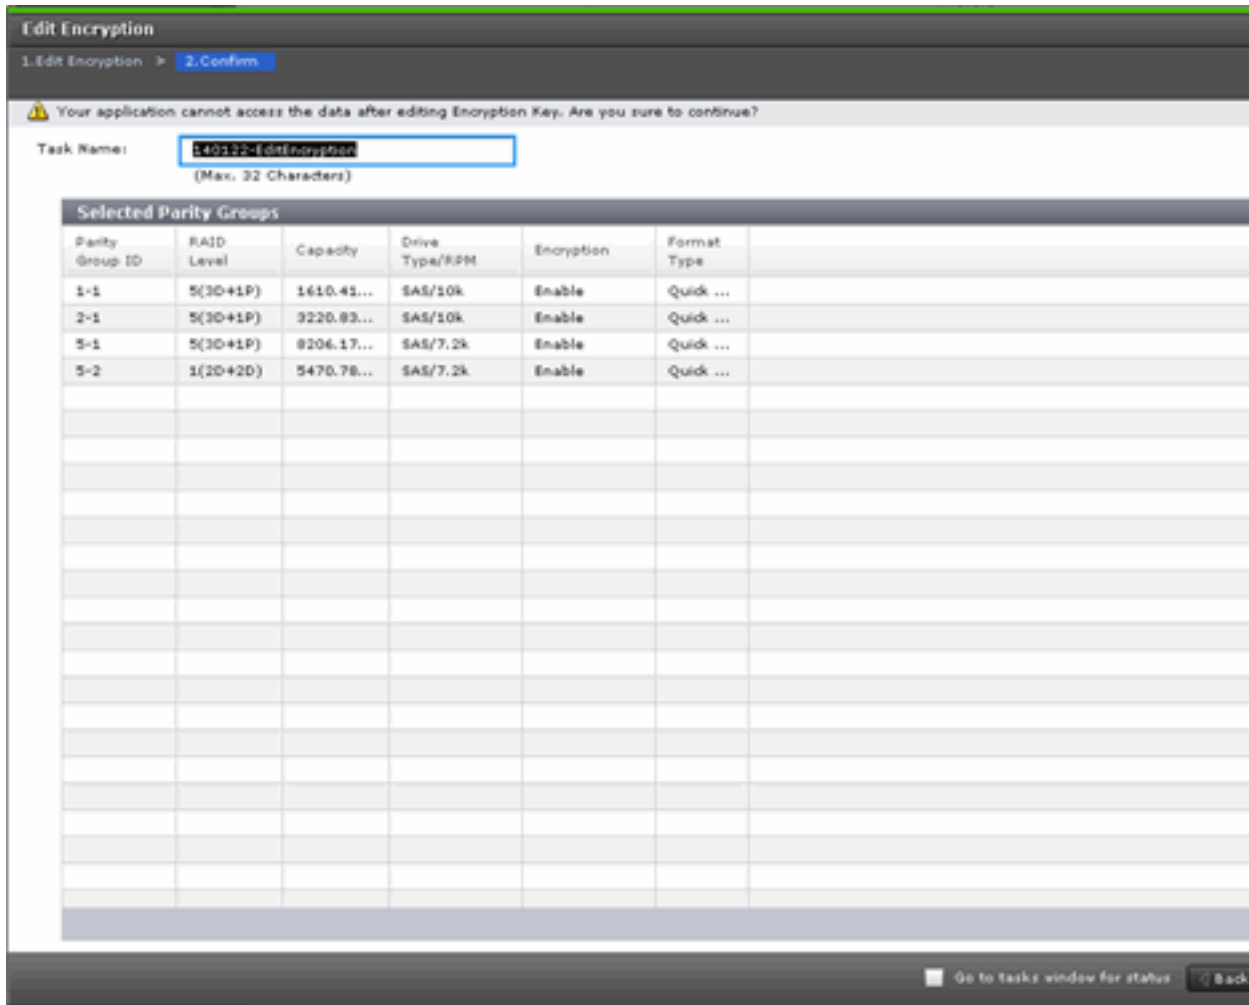 Edit Encryption
1.Edit Encryption > 2.Confirm
Your application cannot access the data after editing Encryption Key. Are you sure to continue?
Task Name: 140122-EditEncryption
(Max. 32 Characters)
Selected Parity Groups
Parity Group ID RAID Level Capacity Drive Type/RPM Encryption Format Type
1-1 5(3D+1P) 1610.41... SAS/10k Enable Quick ...
2-1 5(3D+1P) 3220.83... SAS/10k Enable Quick ...
5-1 5(3D+1P) 8206.17... SAS/7.2k Enable Quick ...
5-2 1(2D+2D) 5470.78... SAS/7.2k Enable Quick ...
Go to tasks window for status Back